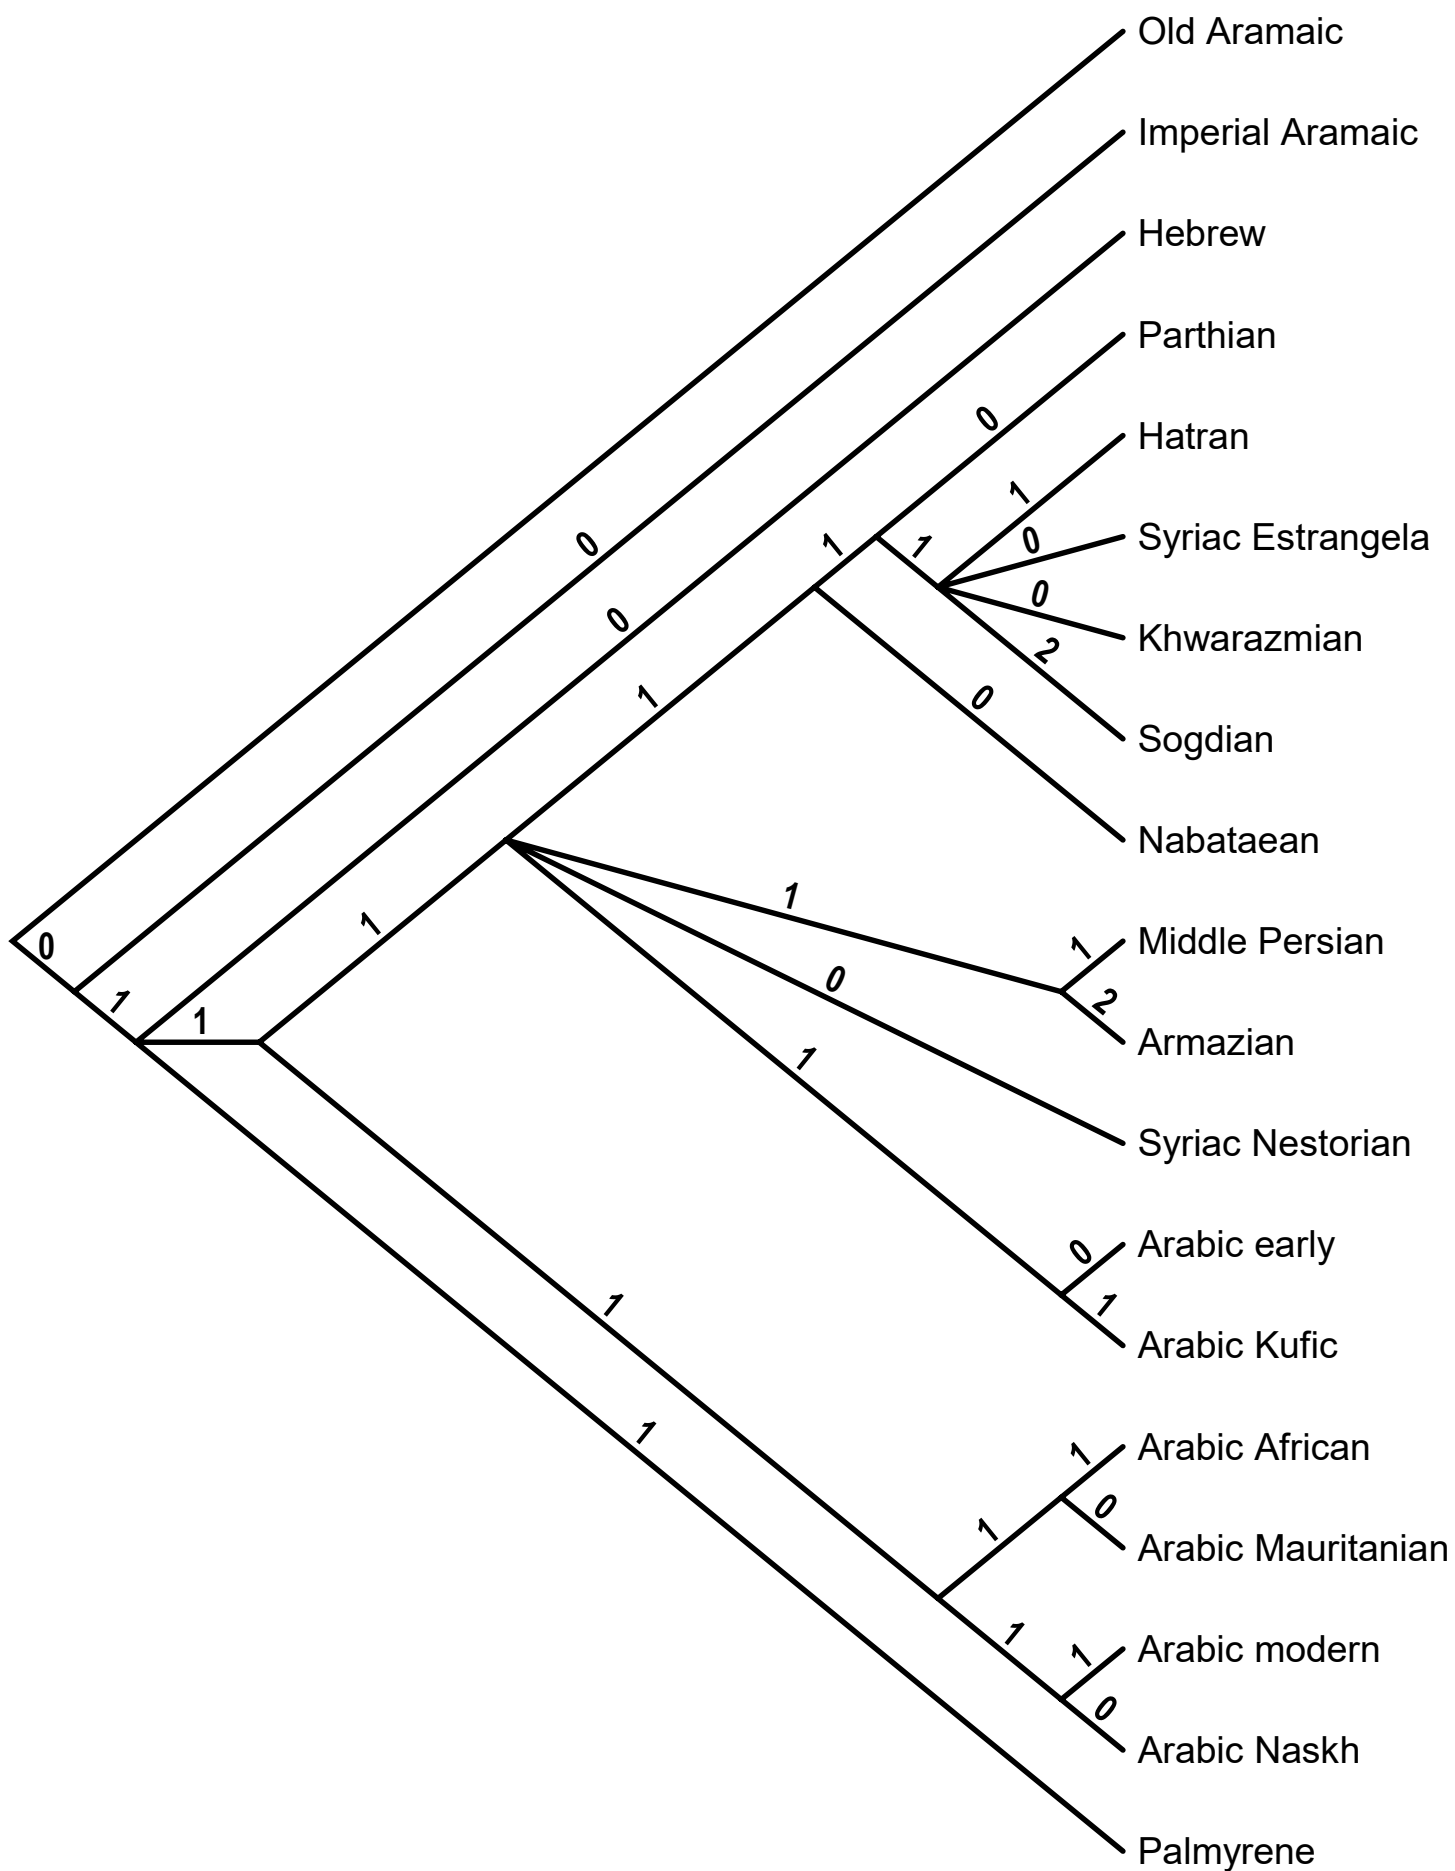 Old Aramaic
Imperial Aramaic
Hebrew
Parthian
0
Hatran
1
Syriac Estrangela
0
0
1
1
Khwarazmian
0
0
2
1
0
Sogdian
Nabataean
1
1
Middle Persian
1
0
2
0
1
1
Armazian
1
Syriac Nestorian
Arabic early
0
1
1
Arabic Kufic
1
Arabic African
1
0
1
Arabic Mauritanian
1
Arabic modern
1
0
Arabic Naskh
Palmyrene